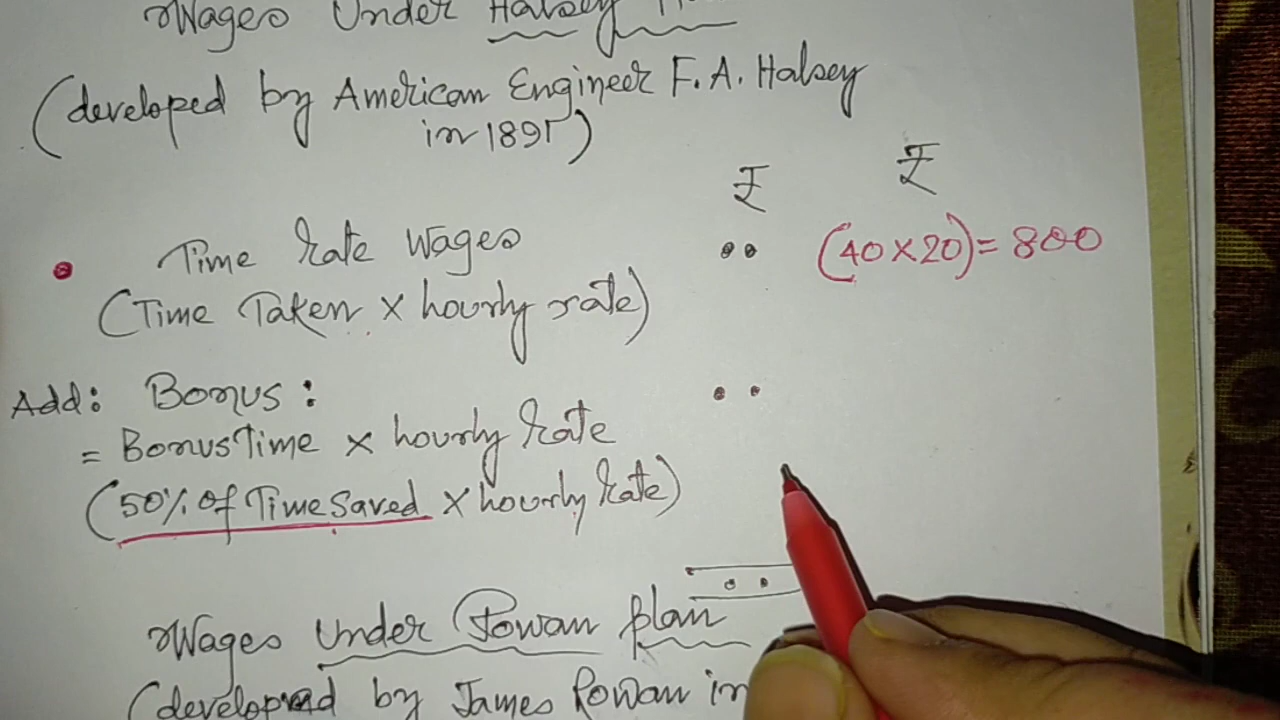 Wages Under Halsey
(developed by American Engineer F.A. Halsey
in 1891)
₹ ₹
Time rate Wages .. (40×20)= 800
(Time Taken × hourly rate)
Add: Bonus: ..
= Bonus Time × hourly rate
(50% of Time Saved × hourly rate)
..
Wages Under Rowan plan
(developed by James Rowan in